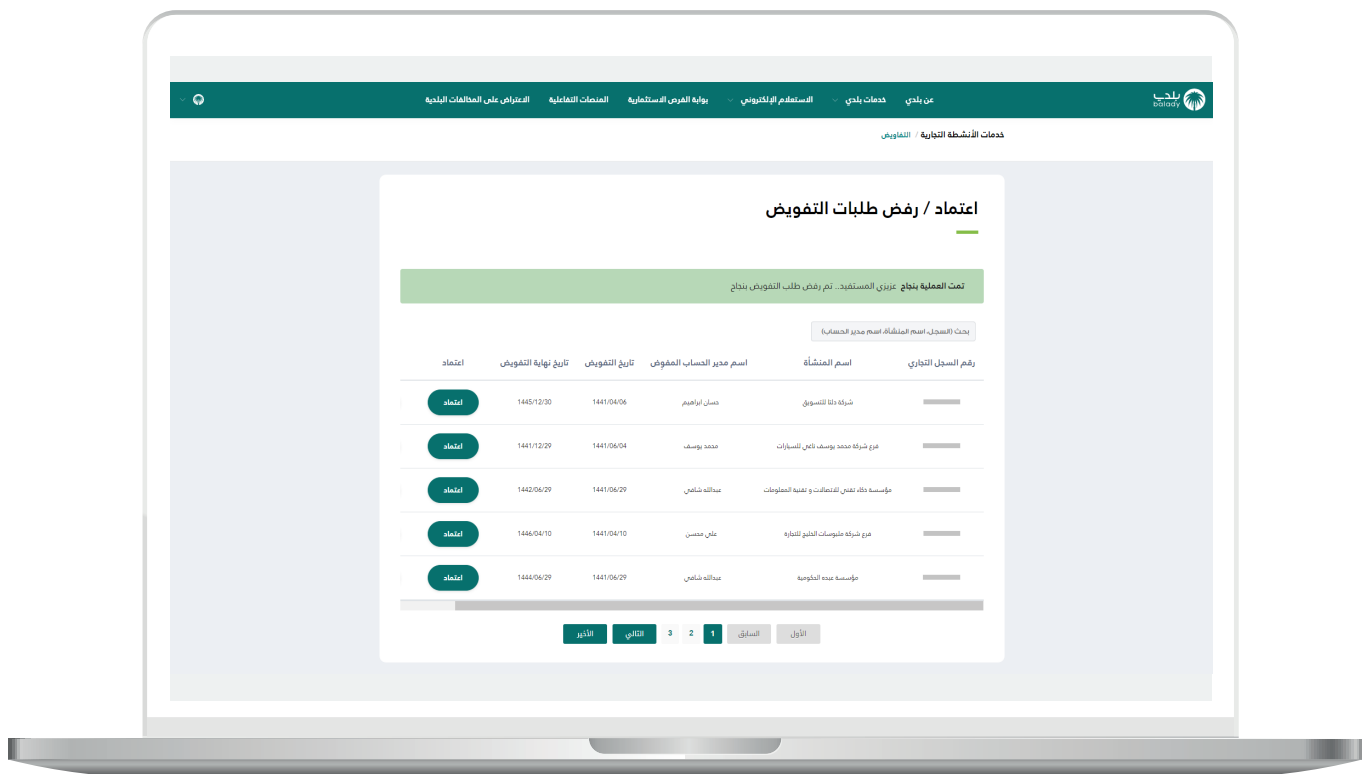 بلدي
balady
عن بلدي
خدمات بلدي
الاستعلام الإلكتروني
بوابة الفرص الاستثمارية
المنصات التفاعلية
الاعتراض على المخالفات البلدية
خدمات الأنشطة التجارية / التفاويض
اعتماد / رفض طلبات التفويض
تمت العملية بنجاح عزيزي المستفيد.. تم رفض طلب التفويض بنجاح
بحث (السجل، اسم المنشأة، اسم مدير الحساب)
رقم السجل التجاري اسم المنشأة اسم مدير الحساب المفوض تاريخ التفويض تاريخ نهاية التفويض اعتماد
شركة دلتا للتسويق حسان ابراهيم 1441/04/06 1445/12/30 اعتماد
فرع شركة محمد يوسف ناغي للسيارات محمد يوسف 1441/06/04 1441/12/29 اعتماد
مؤسسة ذكاء تقني للاتصالات و تقنية المعلومات عبدالله شافي 1441/06/29 1442/06/29 اعتماد
فرع شركة ملبوسات الخليج للتجارة علي محسن 1441/04/10 1446/04/10 اعتماد
مؤسسة عبده الحكومية عبدالله شافي 1441/06/29 1444/06/29 اعتماد
الأول السابق 1 2 3 التالي الأخير